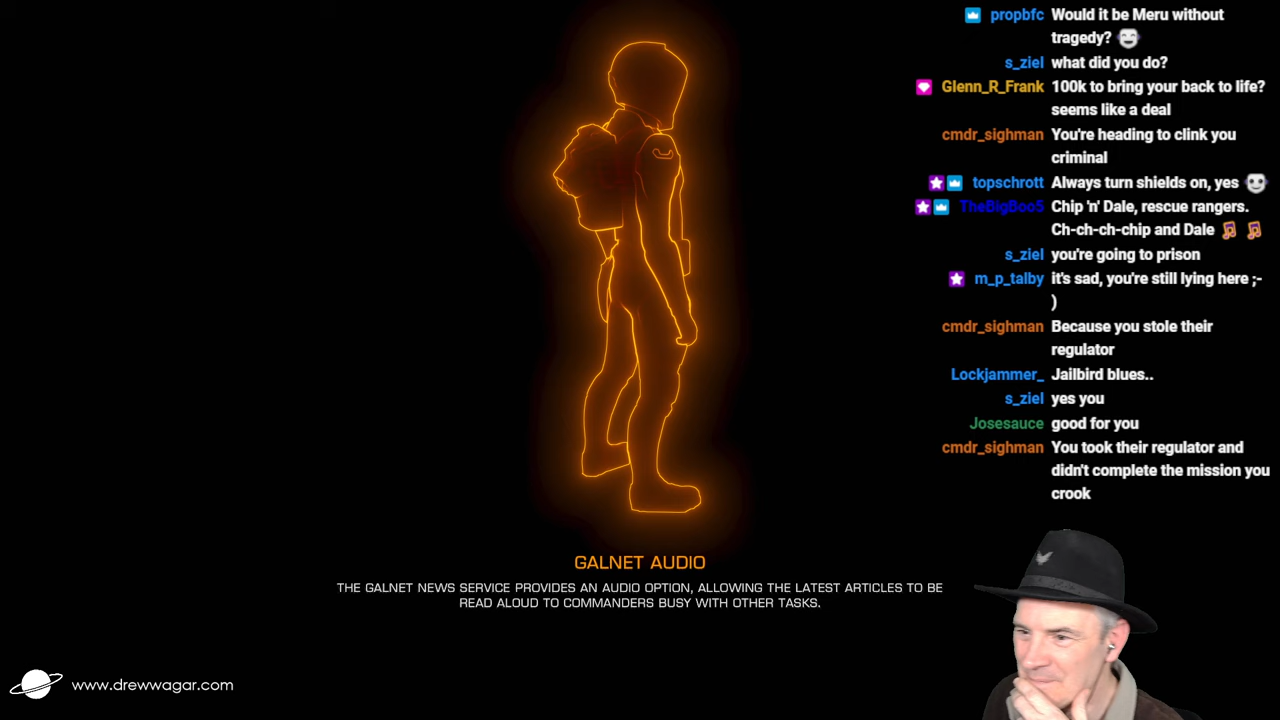 propbfc Would it be Meru without
tragedy?
s_ziel what did you do?
Glenn_R_Frank 100k to bring your back to life?
seems like a deal
cmdr_sighman You're heading to clink you
criminal
topschrott Always turn shields on, yes
TheBigBoo5 Chip 'n' Dale, rescue rangers.
Ch-ch-ch-chip and Dale
s_ziel you're going to prison
m_p_talby it's sad, you're still lying here ;-
)
cmdr_sighman Because you stole their
regulator
Lockjammer_ Jailbird blues..
s_ziel yes you
Josesauce good for you
cmdr_sighman You took their regulator and
didn't complete the mission you
crook
GALNET AUDIO
THE GALNET NEWS SERVICE PROVIDES AN AUDIO OPTION, ALLOWING THE LATEST ARTICLES TO BE
READ ALOUD TO COMMANDERS BUSY WITH OTHER TASKS.
www.drewwagar.com